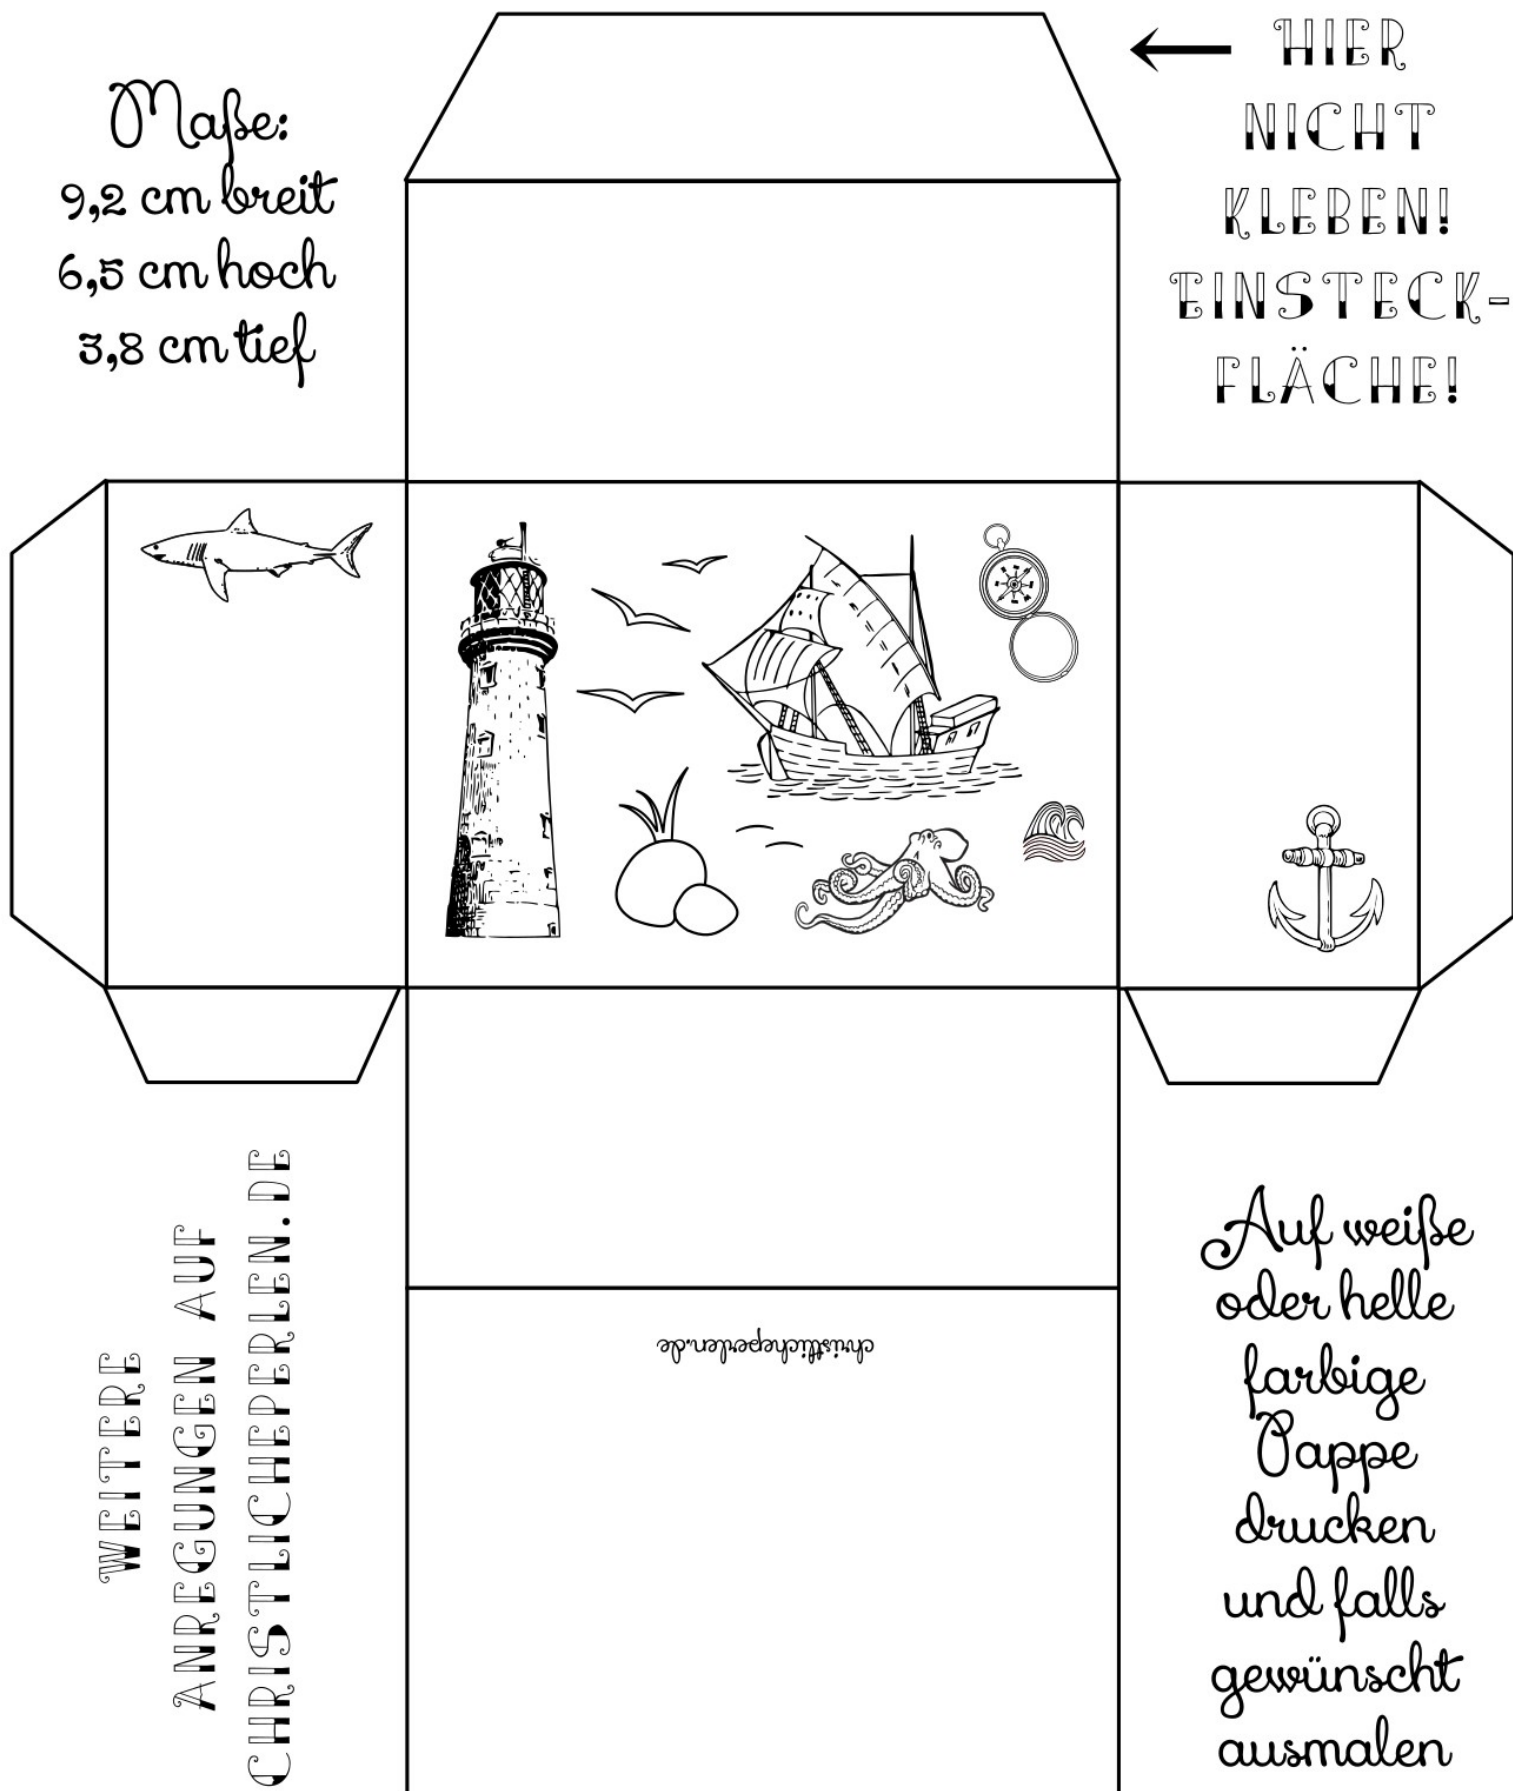 Maße:
9,2 cm breit
6,5 cm hoch
3,8 cm tief
HIER
NICHT
KLEBEN!
EINSTECK-
FLÄCHE!
WEITERE
ANREGUNGEN AUF
CHRISTLICHEPERLEN.DE
christlicheperlen.de
Auf weiße
oder helle
farbige
Pappe
drucken
und falls
gewünscht
ausmalen